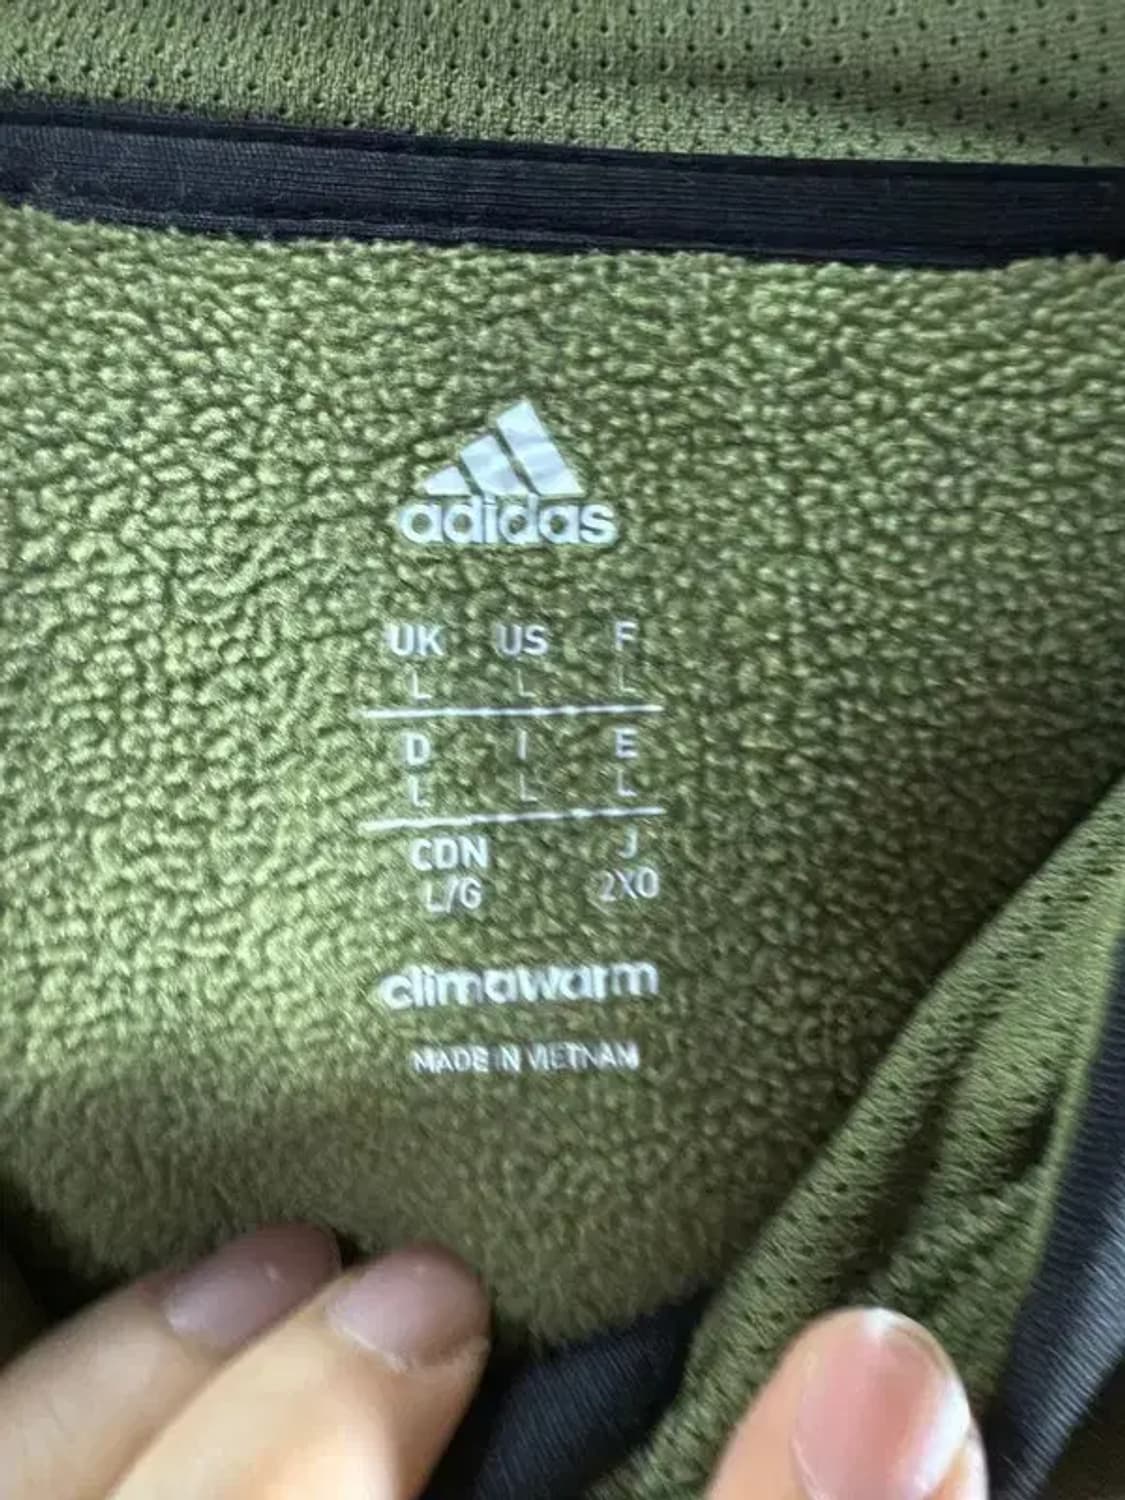 adidas
UK US F
L L L
D I E
L L L
CDN J
L/G 2XO
climawarm
MADE IN VIETNAM